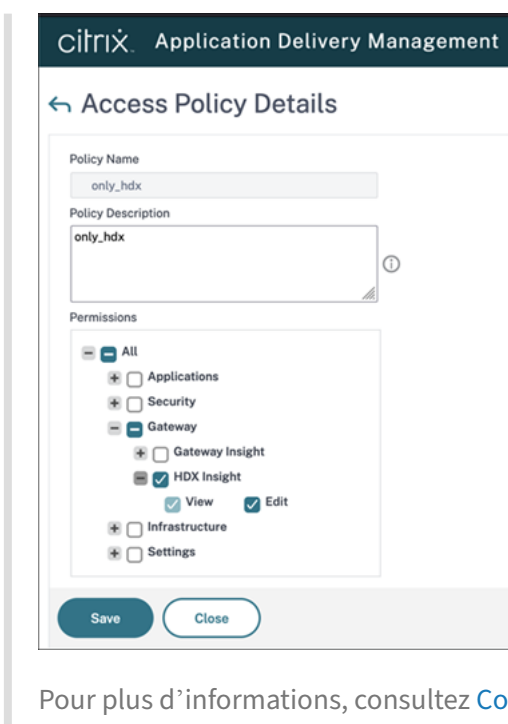 citrix. Application Delivery Management
Access Policy Details
Policy Name
only_hdx
Policy Description
only_hdx
Permissions
All
Applications
Security
Gateway
Gateway Insight
HDX Insight
View Edit
Infrastructure
Settings
Save Close
Pour plus d’informations, consultez Co